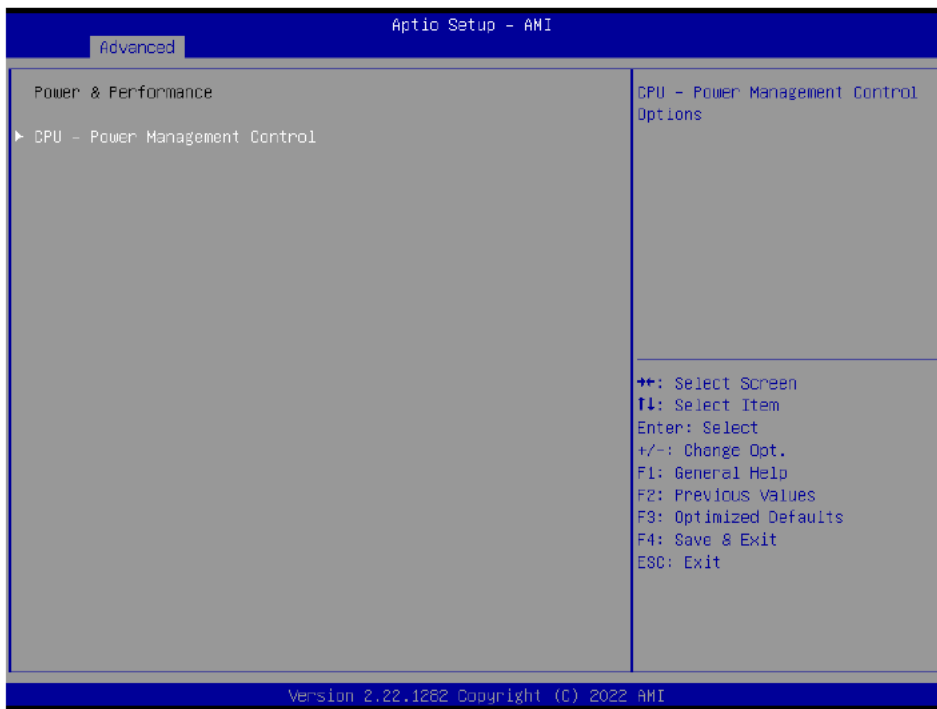 Aptio Setup - AMI
Advanced
Power & Performance
▶ CPU - Power Management Control
CPU - Power Management Control
Options
→←: Select Screen
↑↓: Select Item
Enter: Select
+/-: Change Opt.
F1: General Help
F2: Previous Values
F3: Optimized Defaults
F4: Save & Exit
ESC: Exit
Version 2.22.1282 Copyright (C) 2022 AMI